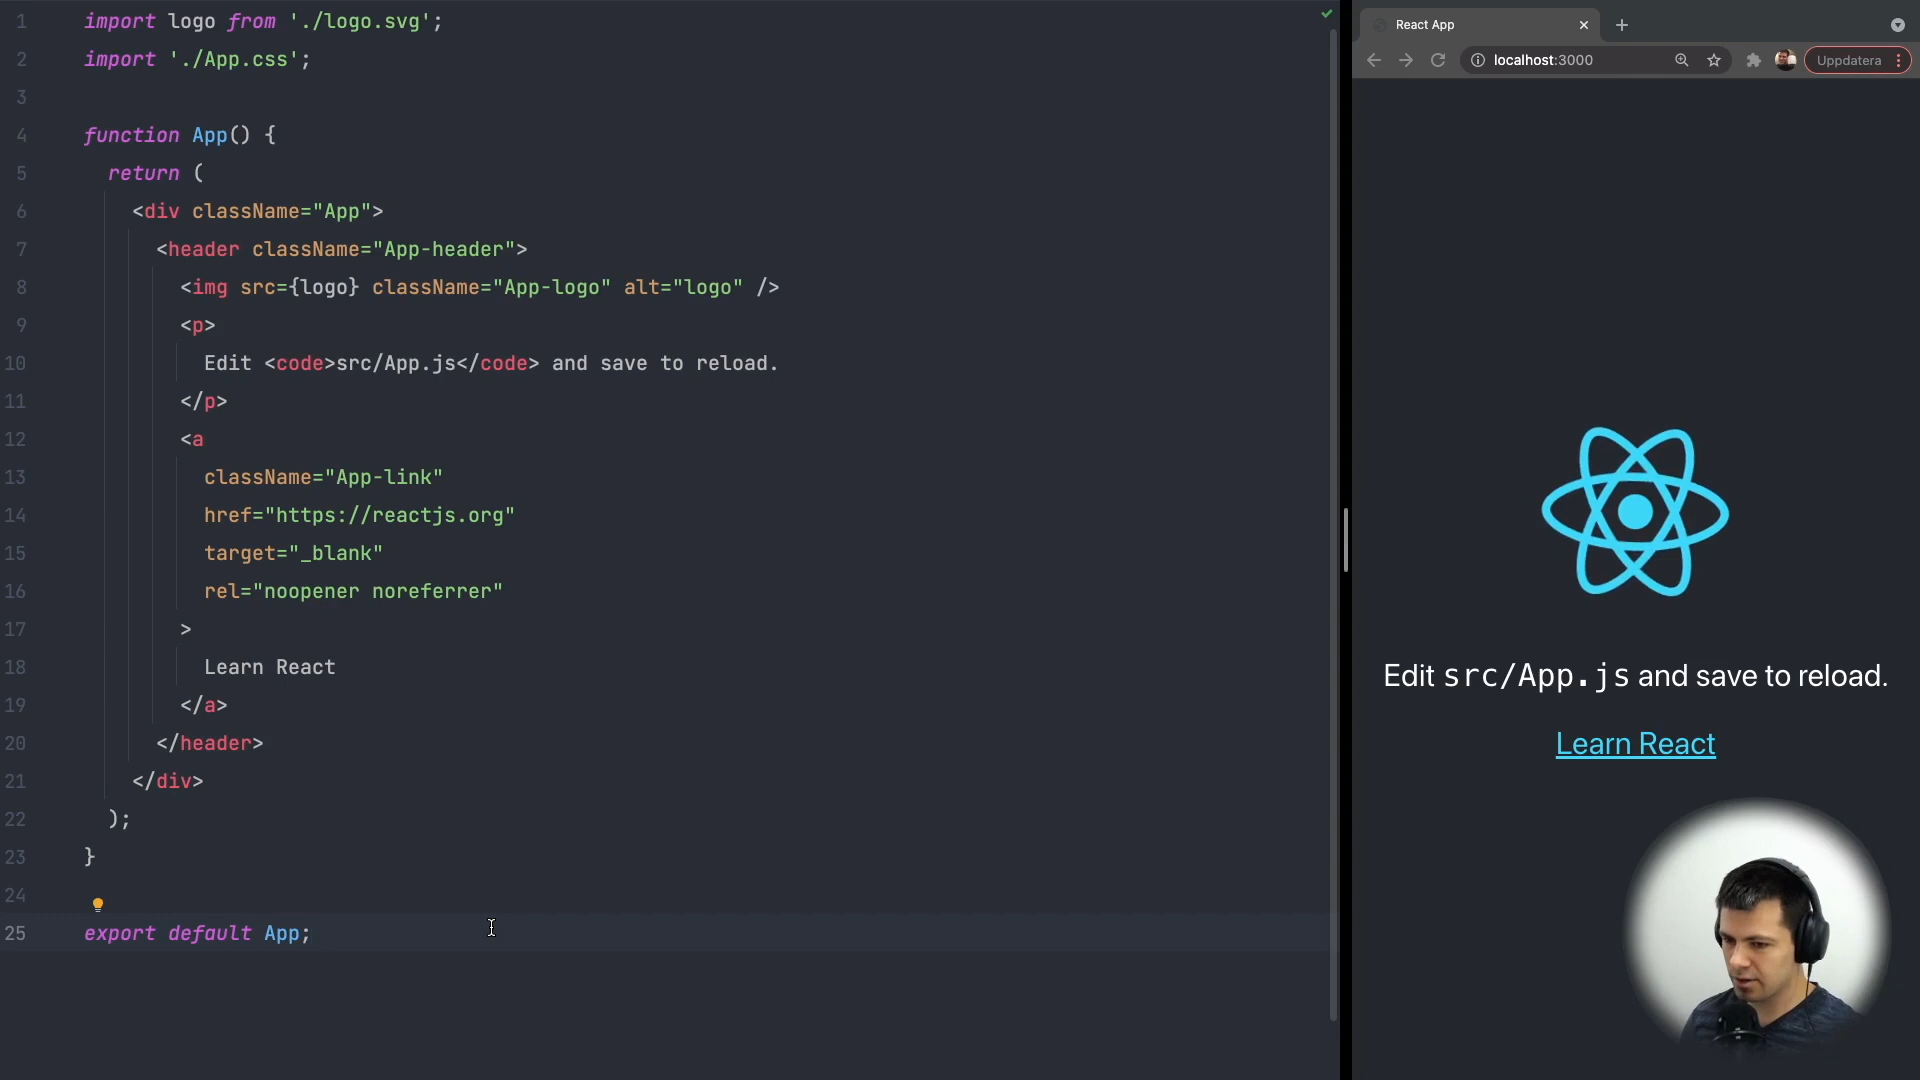 1 import logo from './logo.svg';
2 import './App.css';
3
4 function App() {
5 return (
6 <div className="App">
7 <header className="App-header">
8 <img src={logo} className="App-logo" alt="logo" />
9 <p>
10 Edit <code>src/App.js</code> and save to reload.
11 </p>
12 <a
13 className="App-link"
14 href="https://reactjs.org"
15 target="_blank"
16 rel="noopener noreferrer"
17 >
18 Learn React
19 </a>
20 </header>
21 </div>
22 );
23 }
24
25 export default App;
React App
localhost:3000
Uppdatera
Edit src/App.js and save to reload.
Learn React